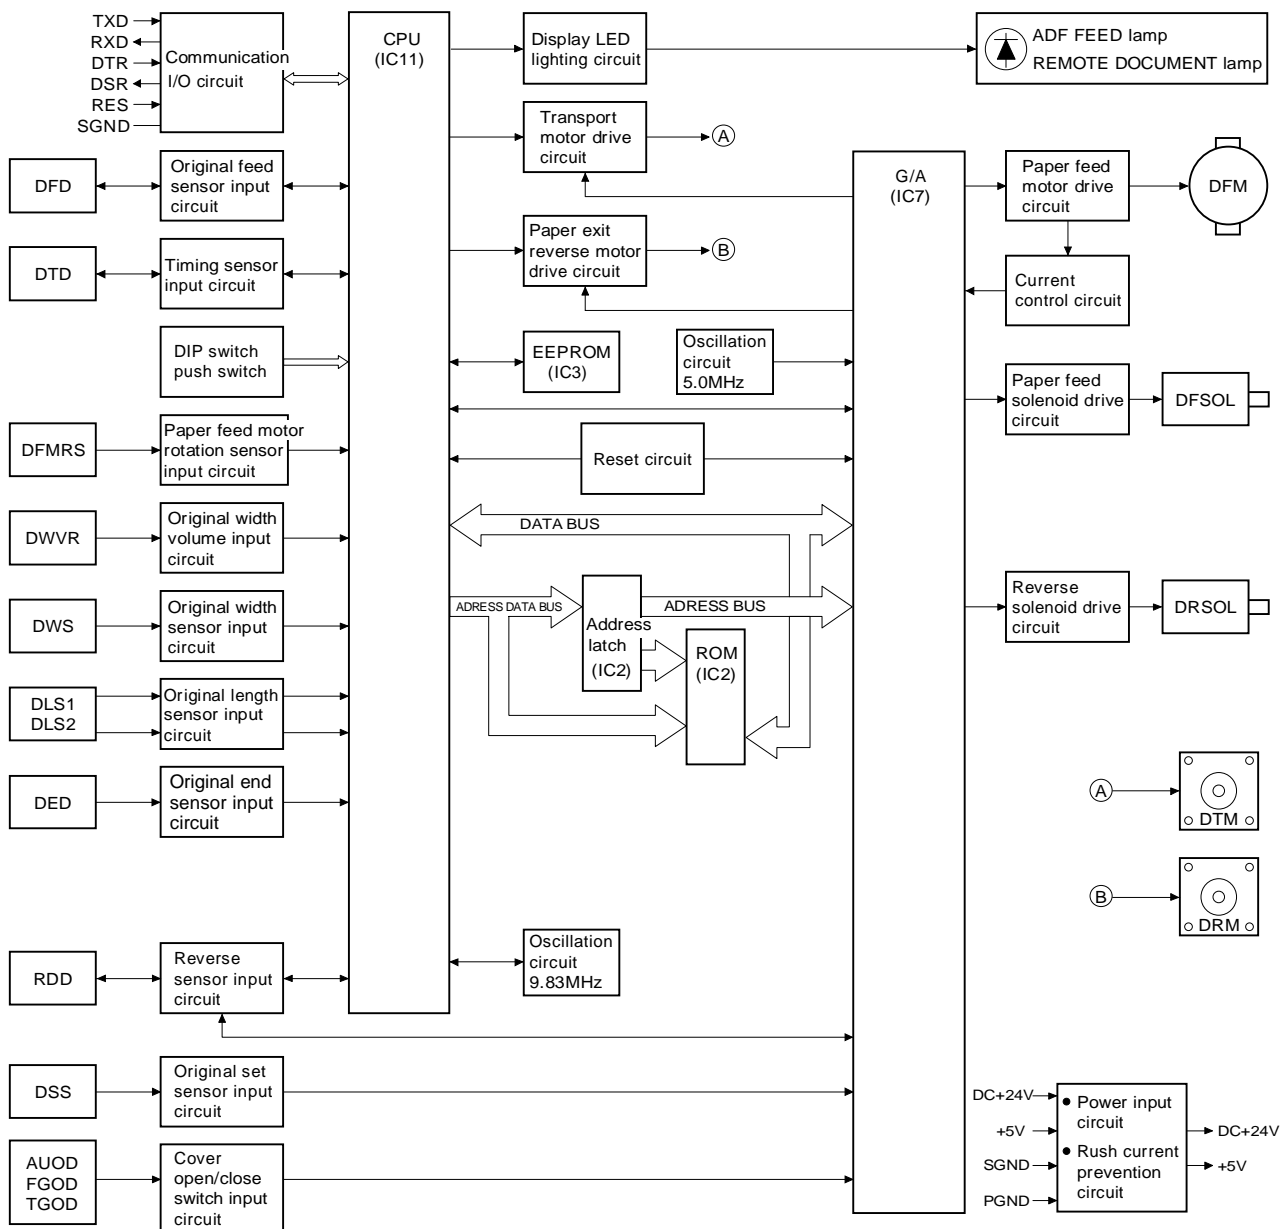 TXD
RXD
DTR
DSR
RES
SGND
Communication
I/O circuit
CPU
(IC11)
Display LED
lighting circuit
ADF FEED lamp
REMOTE DOCUMENT lamp
Transport
motor drive
circuit
A
DFD
Original feed
sensor input
circuit
G/A
(IC7)
Paper feed
motor drive
circuit
DFM
Paper exit
reverse motor
drive circuit
B
DTD
Timing sensor
input circuit
Current
control circuit
DIP switch
push switch
EEPROM
(IC3)
Oscillation
circuit
5.0MHz
Paper feed
solenoid drive
circuit
DFSOL
DFMRS
Paper feed motor
rotation sensor
input circuit
Reset circuit
DWVR
Original width
volume input
circuit
DATA BUS
DWS
Original width
sensor input
circuit
ADRESS DATA BUS
Address
latch
(IC2)
ADRESS BUS
ROM
(IC2)
Reverse
solenoid drive
circuit
DRSOL
DLS1
DLS2
Original length
sensor input
circuit
DED
Original end
sensor input
circuit
A
DTM
B
DRM
RDD
Reverse
sensor input
circuit
Oscillation
circuit
9.83MHz
DSS
Original set
sensor input
circuit
AUOD
FGOD
TGOD
Cover
open/close
switch input
circuit
DC+24V
+5V
SGND
PGND
● Power input
circuit
● Rush current
prevention
circuit
DC+24V
+5V